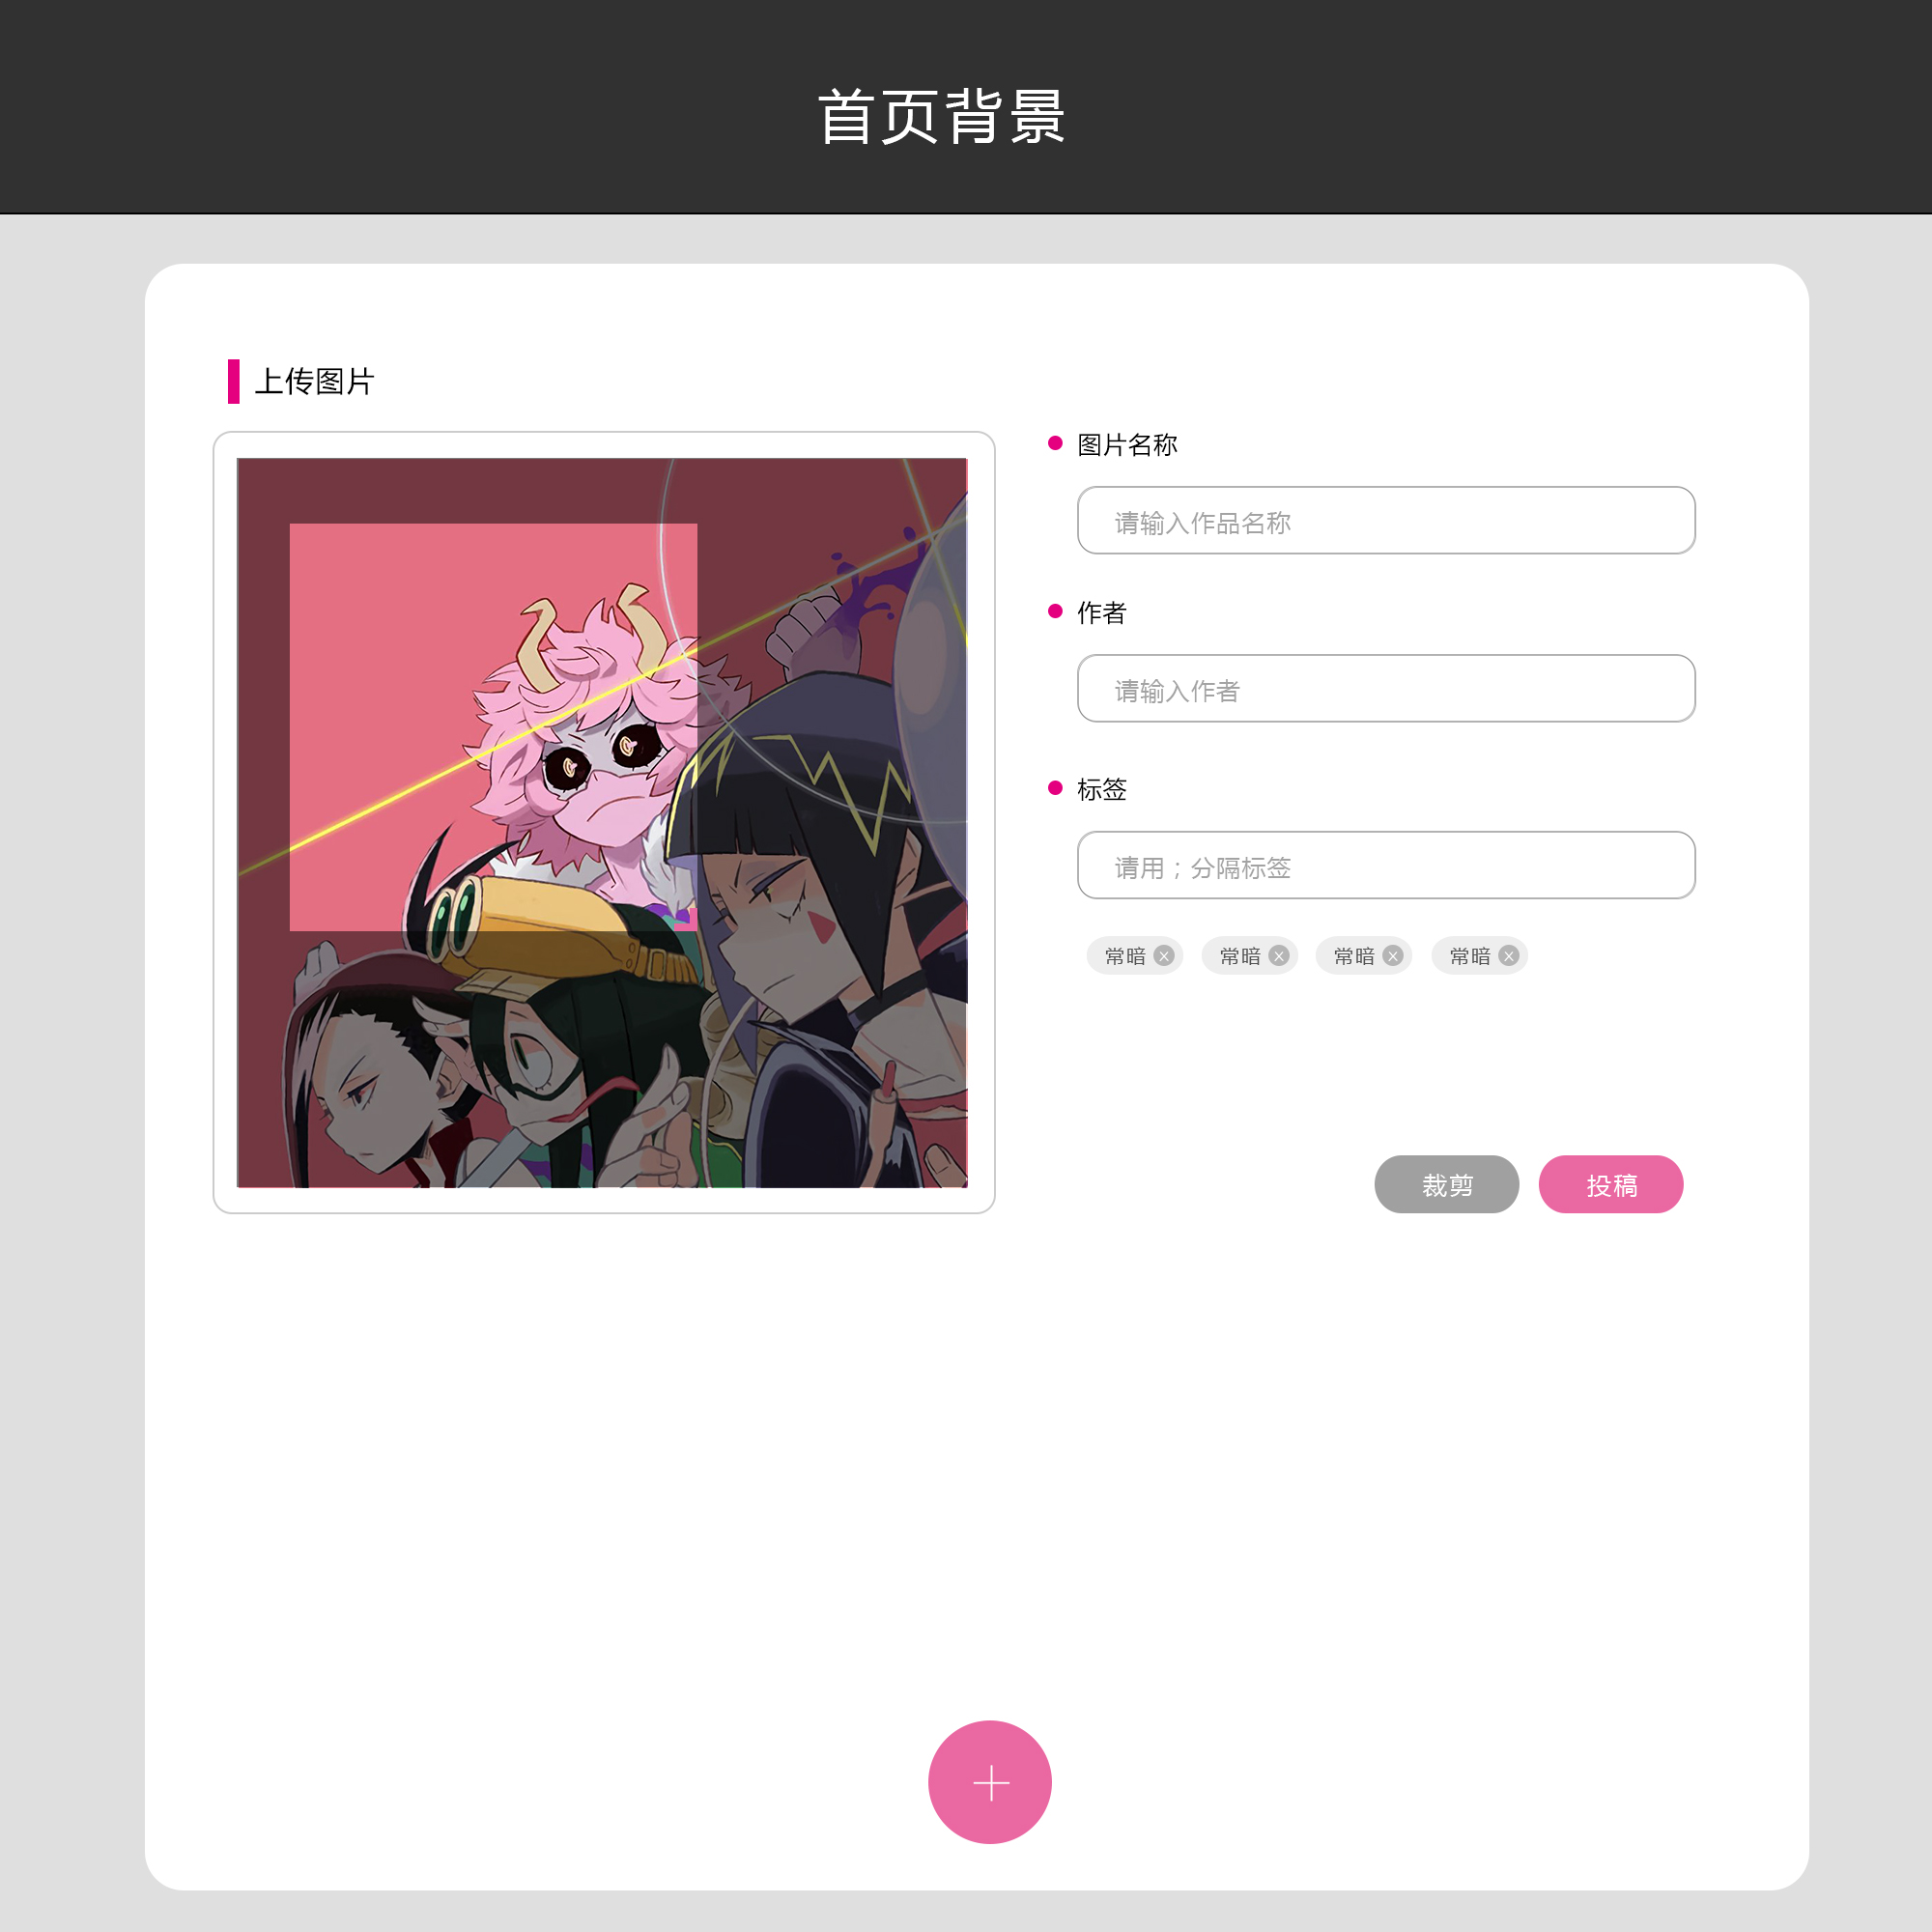 首页背景
上传图片
图片名称
请输入作品名称
作者
请输入作者
标签
请用；分隔标签
常暗 x 常暗 x 常暗 x 常暗 x
裁剪 投稿